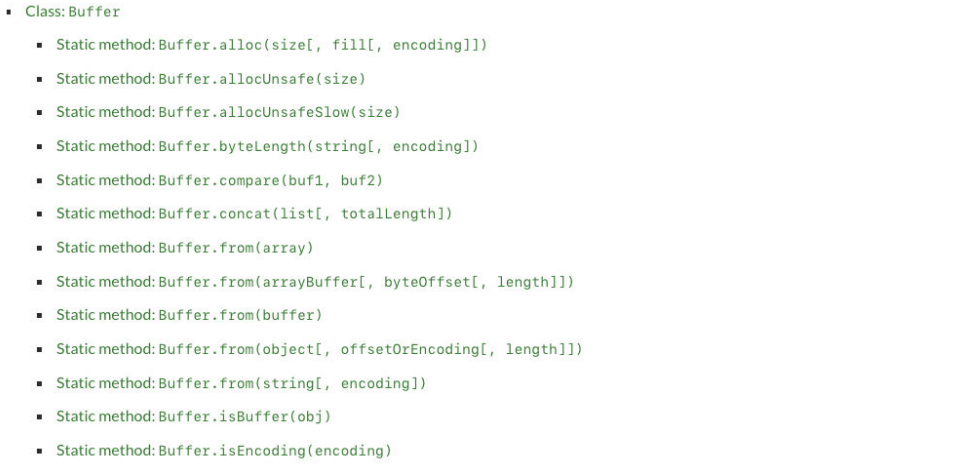 Class: Buffer
Static method: Buffer.alloc(size[, fill[, encoding]])
Static method: Buffer.allocUnsafe(size)
Static method: Buffer.allocUnsafeSlow(size)
Static method: Buffer.byteLength(string[, encoding])
Static method: Buffer.compare(buf1, buf2)
Static method: Buffer.concat(list[, totalLength])
Static method: Buffer.from(array)
Static method: Buffer.from(arrayBuffer[, byteOffset[, length]])
Static method: Buffer.from(buffer)
Static method: Buffer.from(object[, offsetOrEncoding[, length]])
Static method: Buffer.from(string[, encoding])
Static method: Buffer.isBuffer(obj)
Static method: Buffer.isEncoding(encoding)